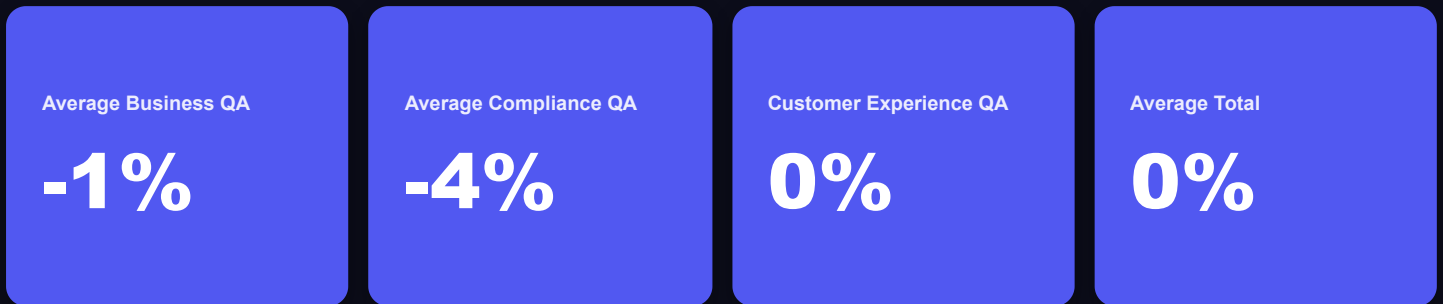 Average Business QA
-1%
Average Compliance QA
-4%
Customer Experience QA
0%
Average Total
0%